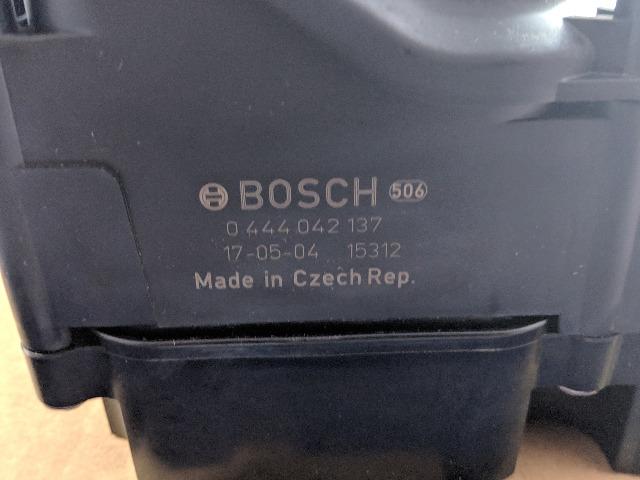 BOSCH 506
0 444 042 137
17-05-04 15312
Made in Czech Rep.